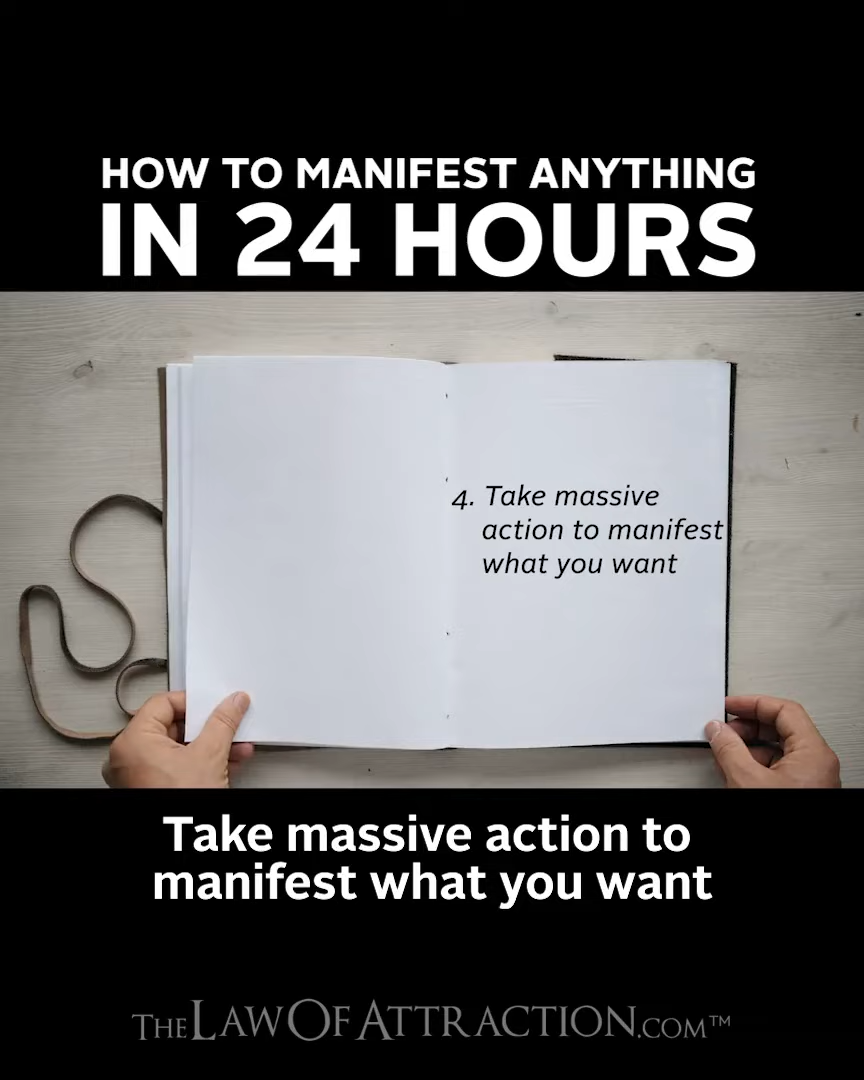 HOW TO MANIFEST ANYTHING
IN 24 HOURS
4. Take massive
action to manifest
what you want
Take massive action to
manifest what you want
THELAWOFATTRACTION.COM™